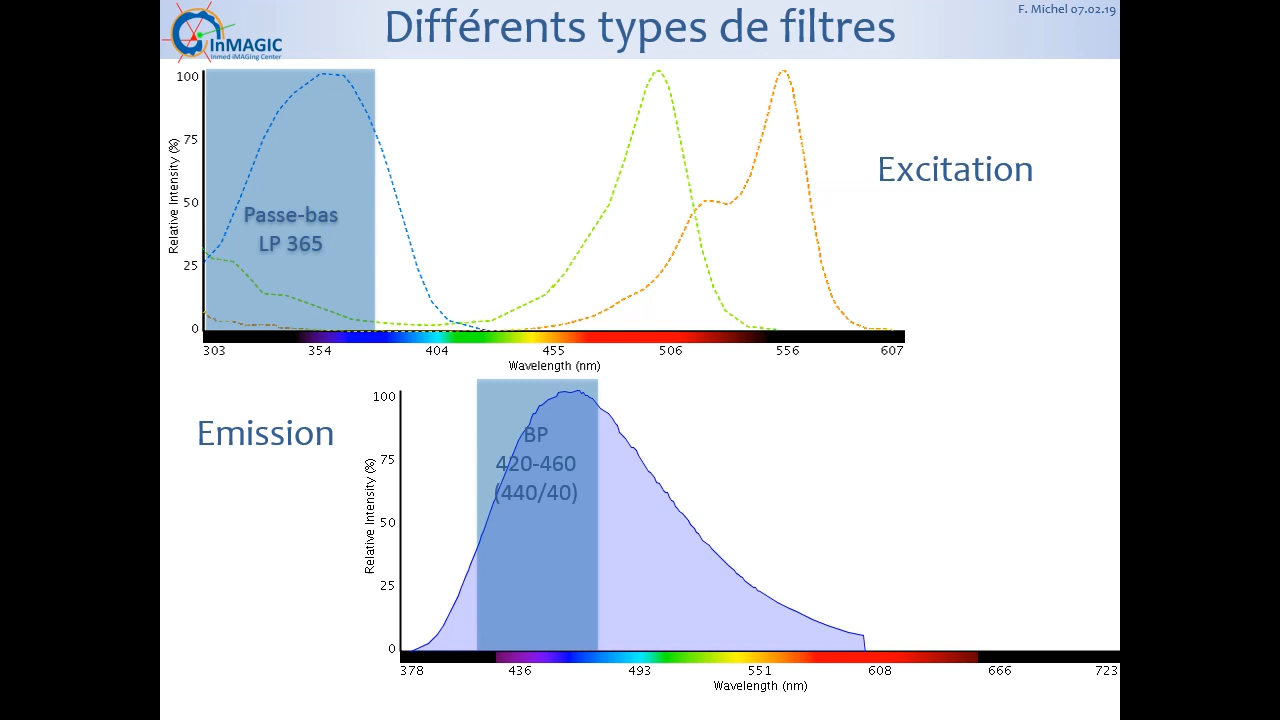 Différents types de filtres
F. Michel 07.02.19
InMAGIC
Inmed iMAGIng Center
100
75
50
25
0
Relative Intensity (%)
Passe-bas
LP 365
Excitation
303 354 404 455 506 556 607
Wavelength (nm)
Emission
100
75
50
25
0
Relative Intensity (%)
BP
420-460
(440/40)
378 436 493 551 608 666 723
Wavelength (nm)